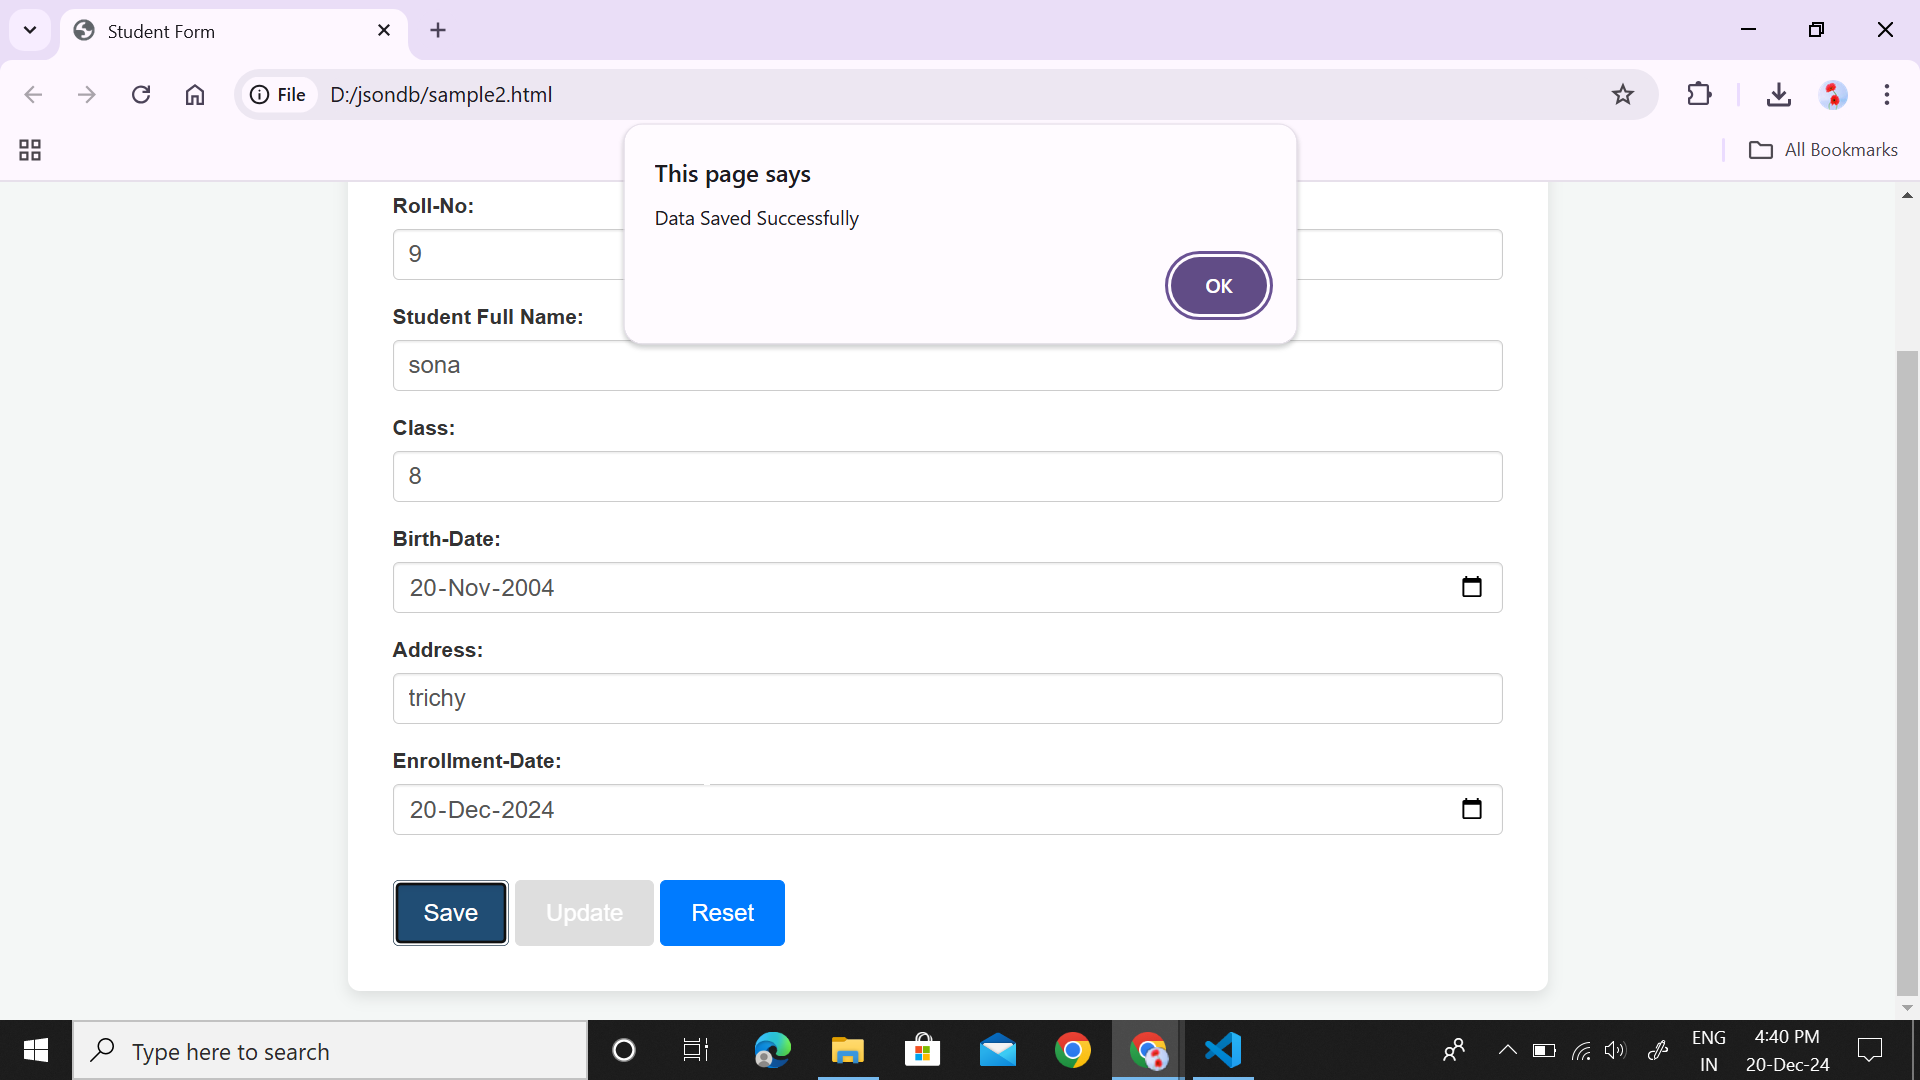 Student Form
File D:/jsondb/sample2.html
All Bookmarks
This page says
Data Saved Successfully
OK
Roll-No:
9
Student Full Name:
sona
Class:
8
Birth-Date:
20-Nov-2004
Address:
trichy
Enrollment-Date:
20-Dec-2024
Save Update Reset
Type here to search
ENG
IN
4:40 PM
20-Dec-24